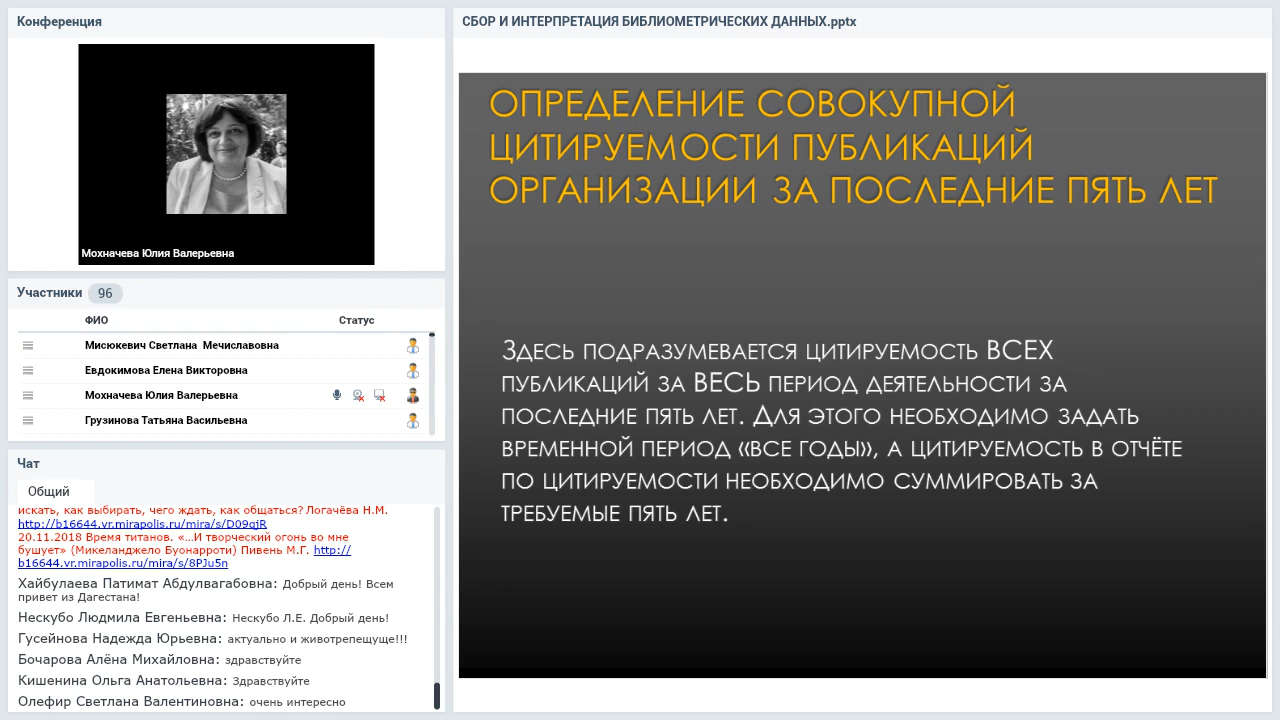 Конференция
Мохначева Юлия Валерьевна
Участники 96
ФИО Статус
Мисюкевич Светлана Мечиславовна
Евдокимова Елена Викторовна
Мохначева Юлия Валерьевна
Грузинова Татьяна Васильевна
Чат
Общий
искать, как выбирать, чего ждать, как общаться? Логачёва Н.М.
http://b16644.vr.mirapolis.ru/mira/s/D09qjR
20.11.2018 Время титанов. «...И творческий огонь во мне
бушует» (Микеланджело Буонарроти) Пивень М.Г. http://
b16644.vr.mirapolis.ru/mira/s/8PJu5n
Хайбулаева Патимат Абдулвагабовна: Добрый день! Всем
привет из Дагестана!
Нескубо Людмила Евгеньевна: Нескубо Л.Е. Добрый день!
Гусейнова Надежда Юрьевна: актуально и животрепещуще!!!
Бочарова Алёна Михайловна: здравствуйте
Кишенина Ольга Анатольевна: Здравствуйте
Олефир Светлана Валентиновна: очень интересно
СБОР И ИНТЕРПРЕТАЦИЯ БИБЛИОМЕТРИЧЕСКИХ ДАННЫХ.pptx
ОПРЕДЕЛЕНИЕ СОВОКУПНОЙ
ЦИТИРУЕМОСТИ ПУБЛИКАЦИЙ
ОРГАНИЗАЦИИ ЗА ПОСЛЕДНИЕ ПЯТЬ ЛЕТ
Здесь подразумевается цитируемость ВСЕХ
публикаций за ВЕСЬ период деятельности за
последние пять лет. Для этого необходимо задать
временной период «все годы», а цитируемость в отчёте
по цитируемости необходимо суммировать за
требуемые пять лет.